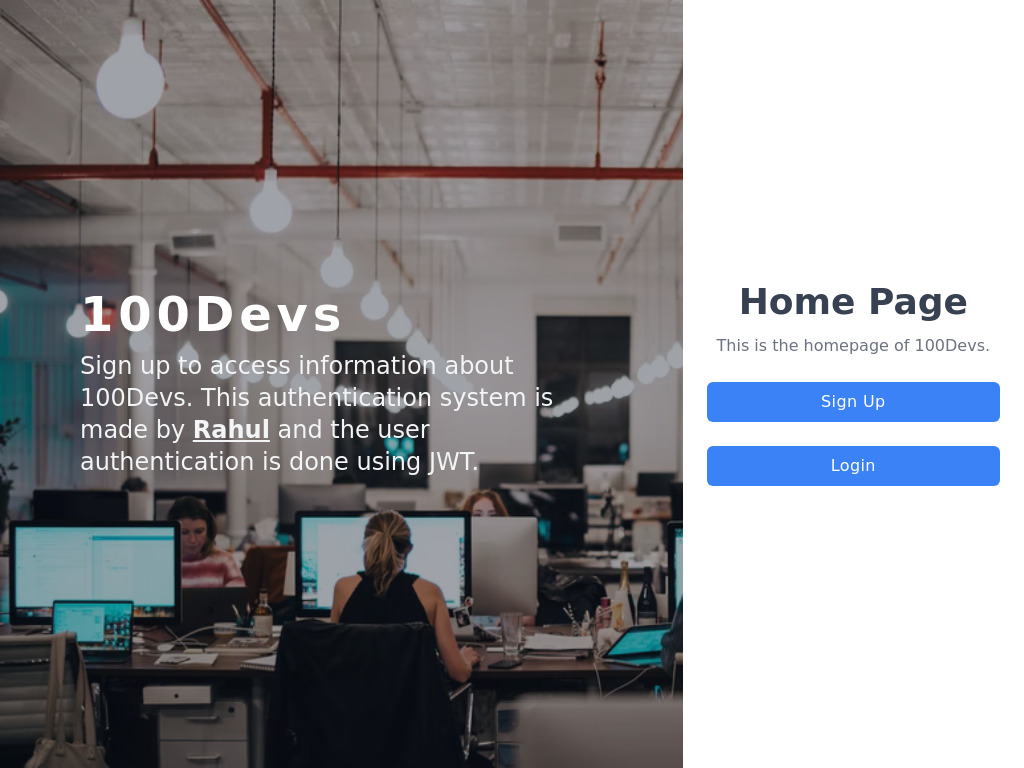 100Devs
Sign up to access information about
100Devs. This authentication system is
made by Rahul and the user
authentication is done using JWT.
Home Page
This is the homepage of 100Devs.
Sign Up
Login